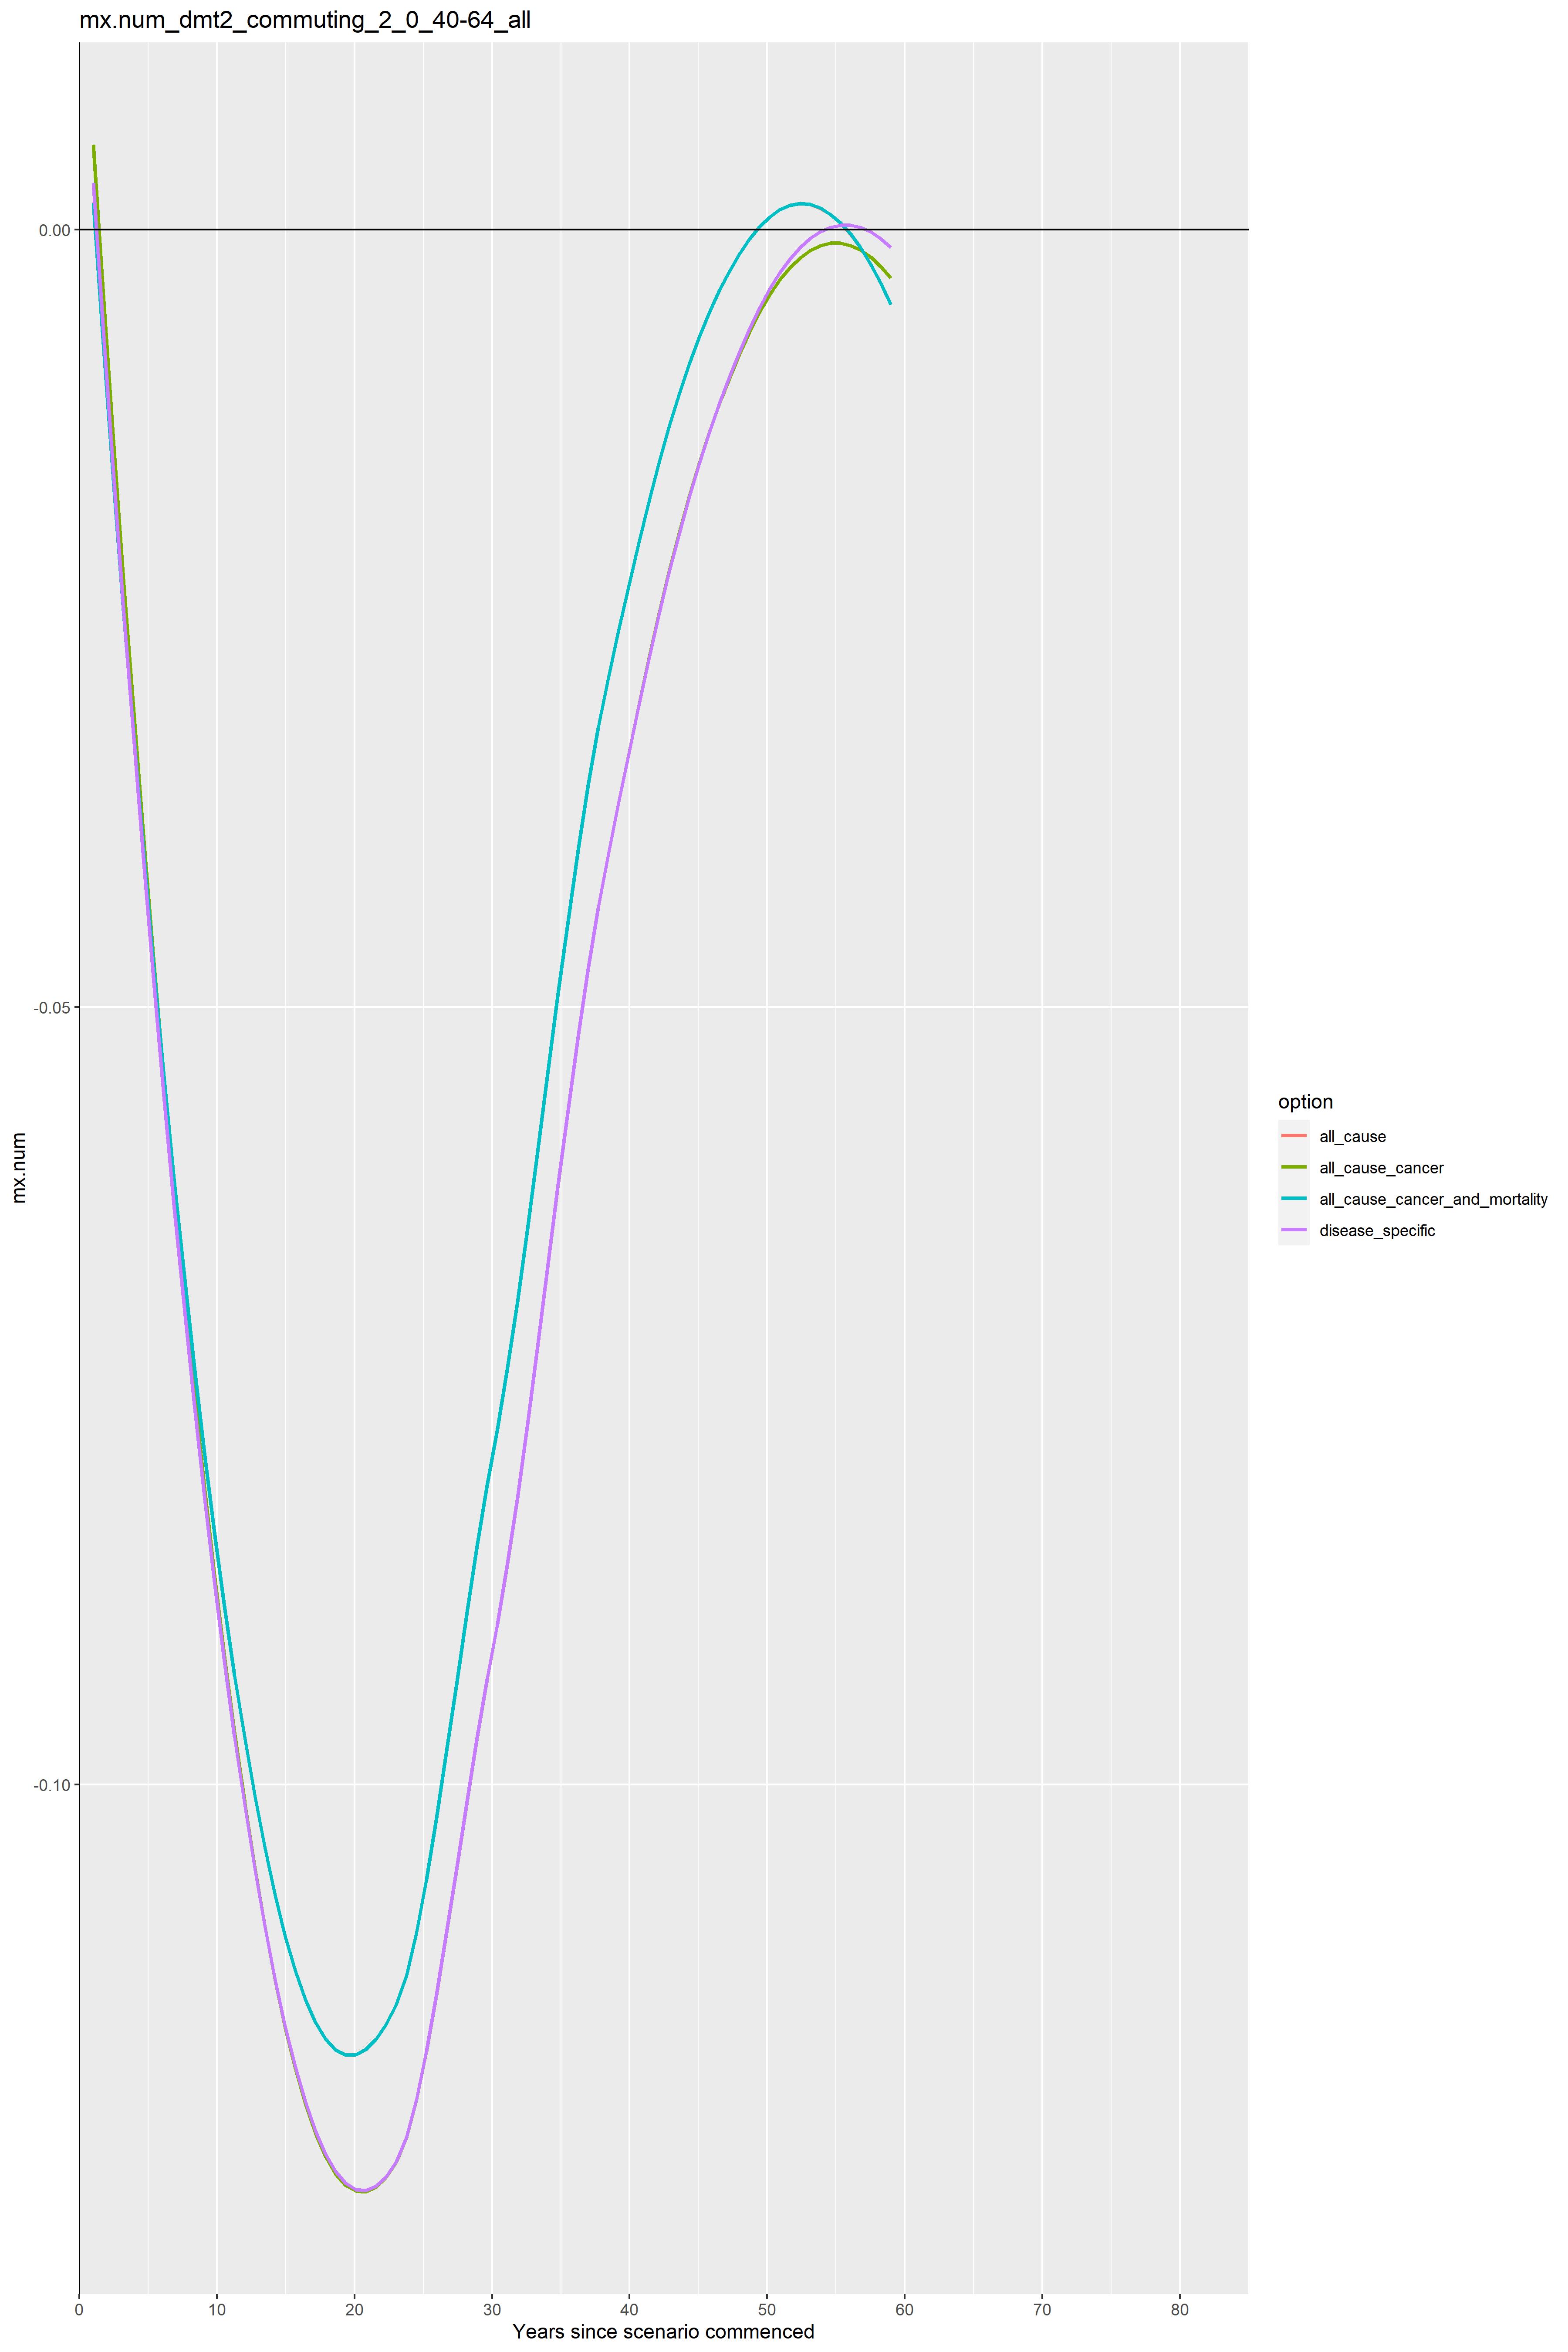 mx.num_dmt2_commuting_2_0_40-64_all
0.00
-0.05
-0.10
mx.num
0 10 20 30 40 50 60 70 80
Years since scenario commenced
option
all_cause
all_cause_cancer
all_cause_cancer_and_mortality
disease_specific